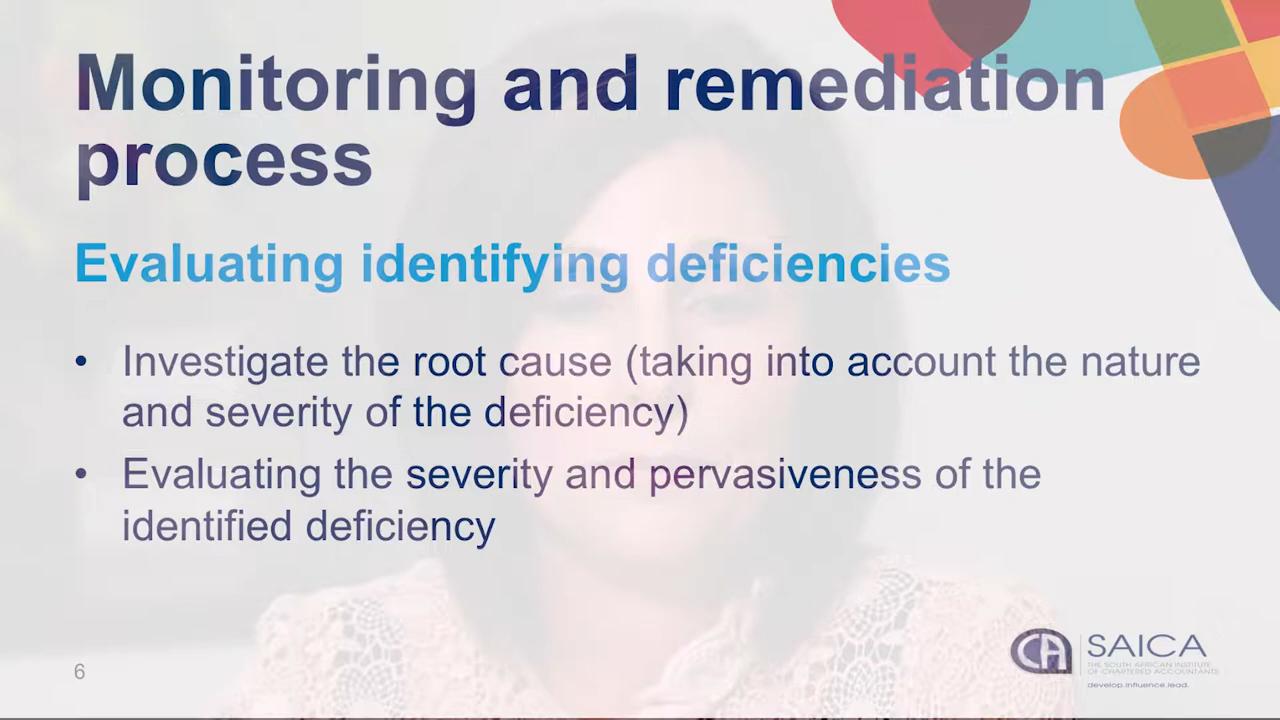 Monitoring and remediation
process
Evaluating identifying deficiencies
• Investigate the root cause (taking into account the nature
and severity of the deficiency)
• Evaluating the severity and pervasiveness of the
identified deficiency
6
CA
SAICA
THE SOUTH AFRICAN INSTITUTE
OF CHARTERED ACCOUNTANTS
develop.influence.lead.